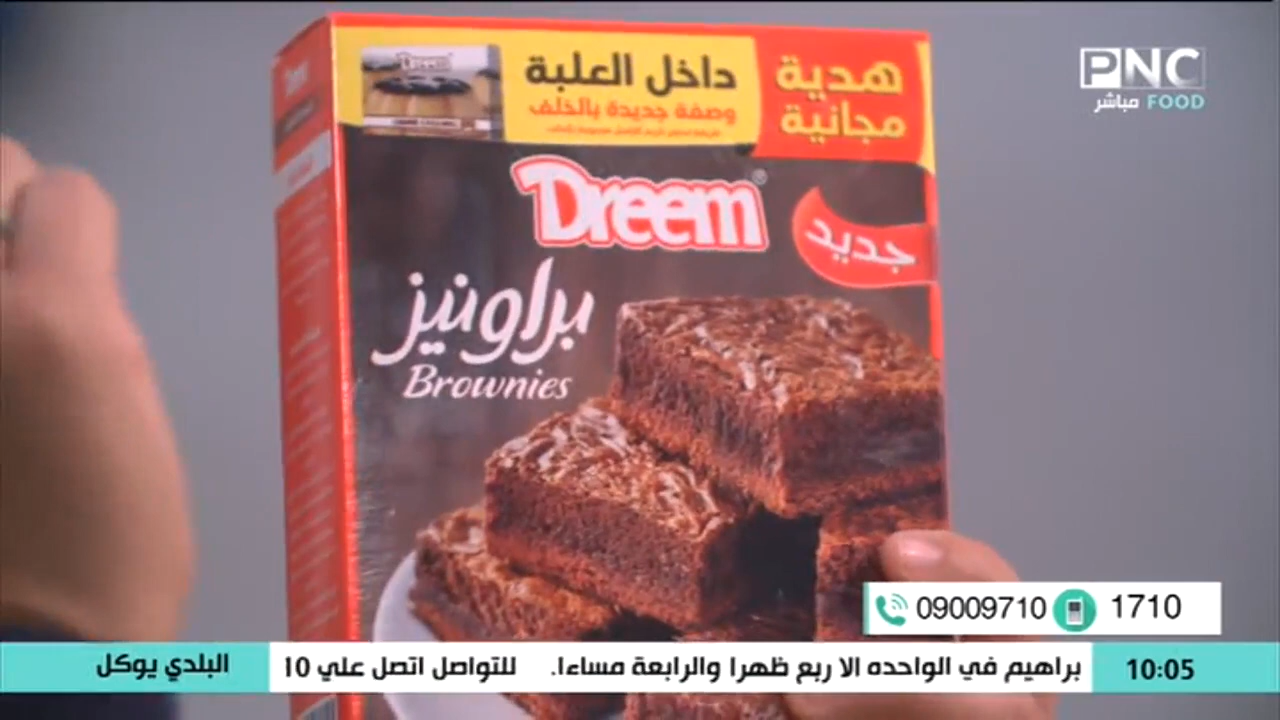 هدية
مجانية
داخل العلبة
وصفة جديدة بالخلف
Dreem
جديد
براونيز
Brownies
PNC
FOOD مباشر
09009710
1710
10:05
براهيم في الواحده الا ربع ظهرا والرابعة مساءا. للتواصل اتصل علي 10
البلدي يوكل